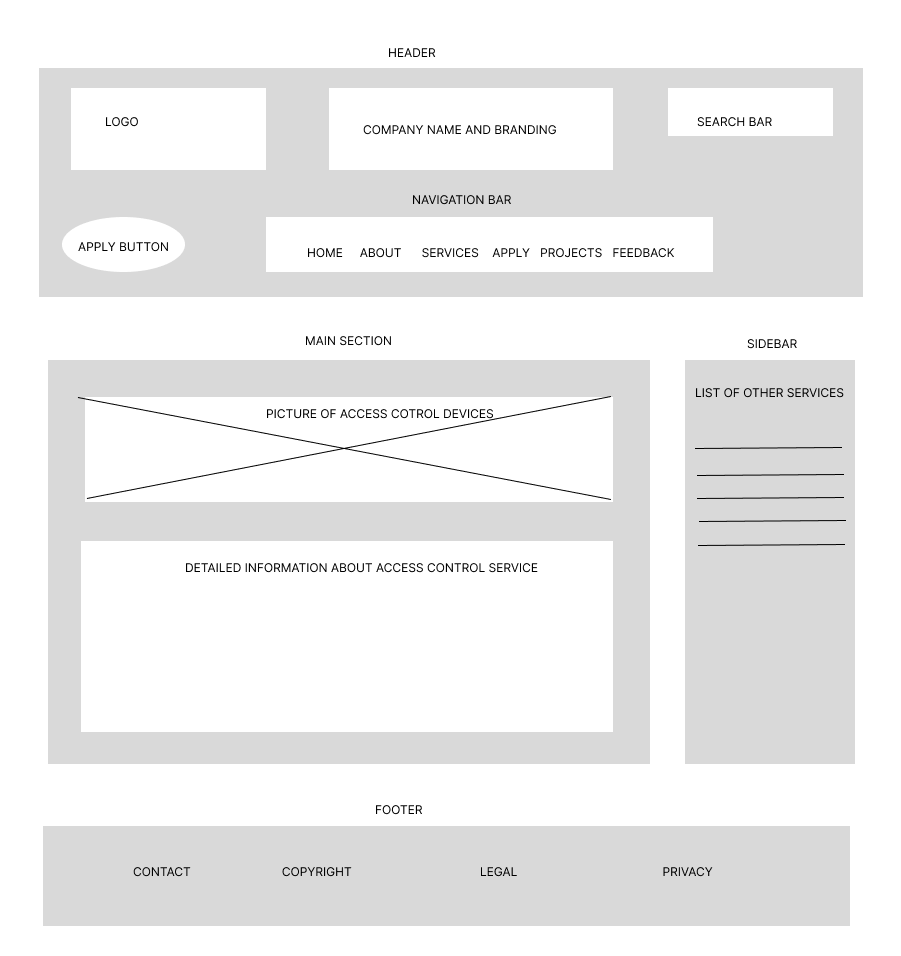 HEADER
LOGO
COMPANY NAME AND BRANDING
SEARCH BAR
NAVIGATION BAR
APPLY BUTTON
HOME ABOUT SERVICES APPLY PROJECTS FEEDBACK
MAIN SECTION
SIDEBAR
PICTURE OF ACCESS COTROL DEVICES
LIST OF OTHER SERVICES
DETAILED INFORMATION ABOUT ACCESS CONTROL SERVICE
FOOTER
CONTACT COPYRIGHT LEGAL PRIVACY